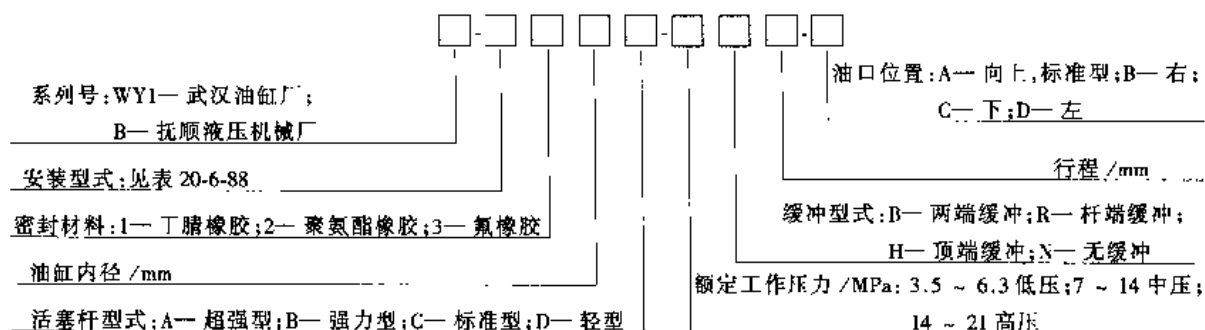 系列号:WY1— 武汉油缸厂;
B— 抚顺液压机械厂
安装型式:见表 20-6-88
密封材料:1— 丁腈橡胶;2— 聚氨酯橡胶;3— 氟橡胶
油缸内径 /mm
活塞杆型式:A— 超强型;B— 强力型;C— 标准型;D— 轻型
油口位置:A— 向上,标准型;B— 右;
C— 下;D— 左
行程 /mm
缓冲型式:B— 两端缓冲;R— 杆端缓冲;
H— 顶端缓冲;N— 无缓冲
额定工作压力 /MPa: 3.5 ~ 6.3 低压;7 ~ 14 中压;
14 ~ 21 高压